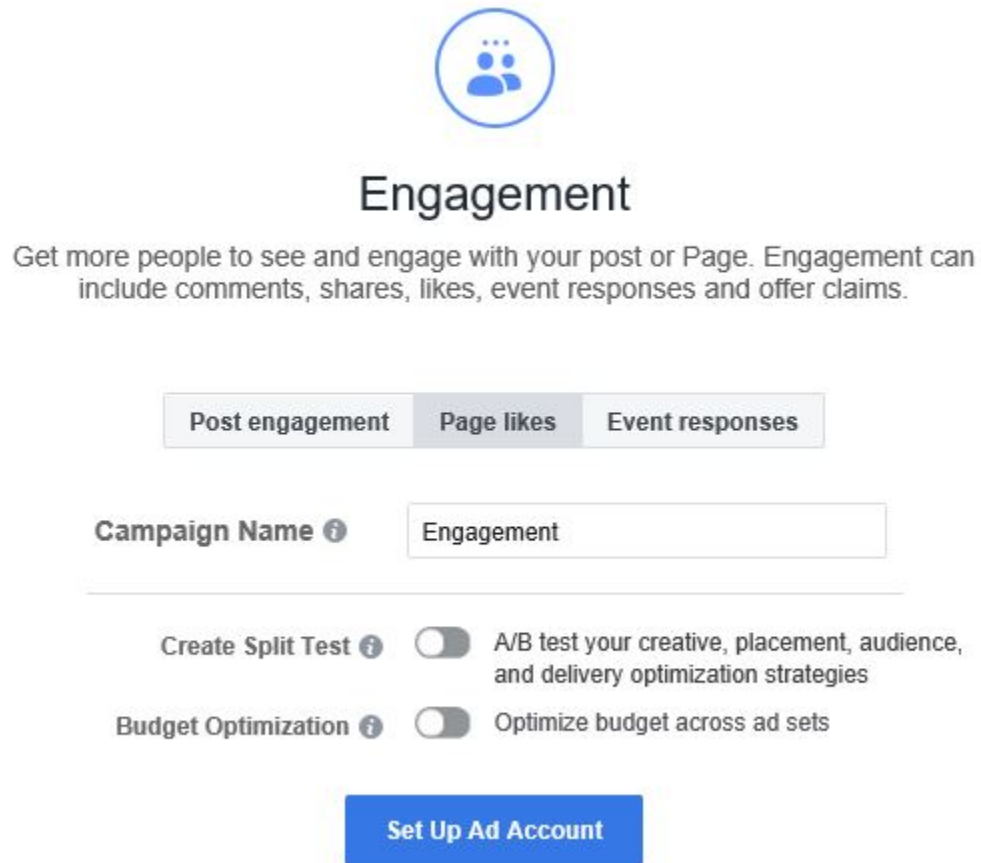 Engagement
Get more people to see and engage with your post or Page. Engagement can
include comments, shares, likes, event responses and offer claims.
Post engagement Page likes Event responses
Campaign Name Engagement
Create Split Test A/B test your creative, placement, audience,
and delivery optimization strategies
Budget Optimization Optimize budget across ad sets
Set Up Ad Account